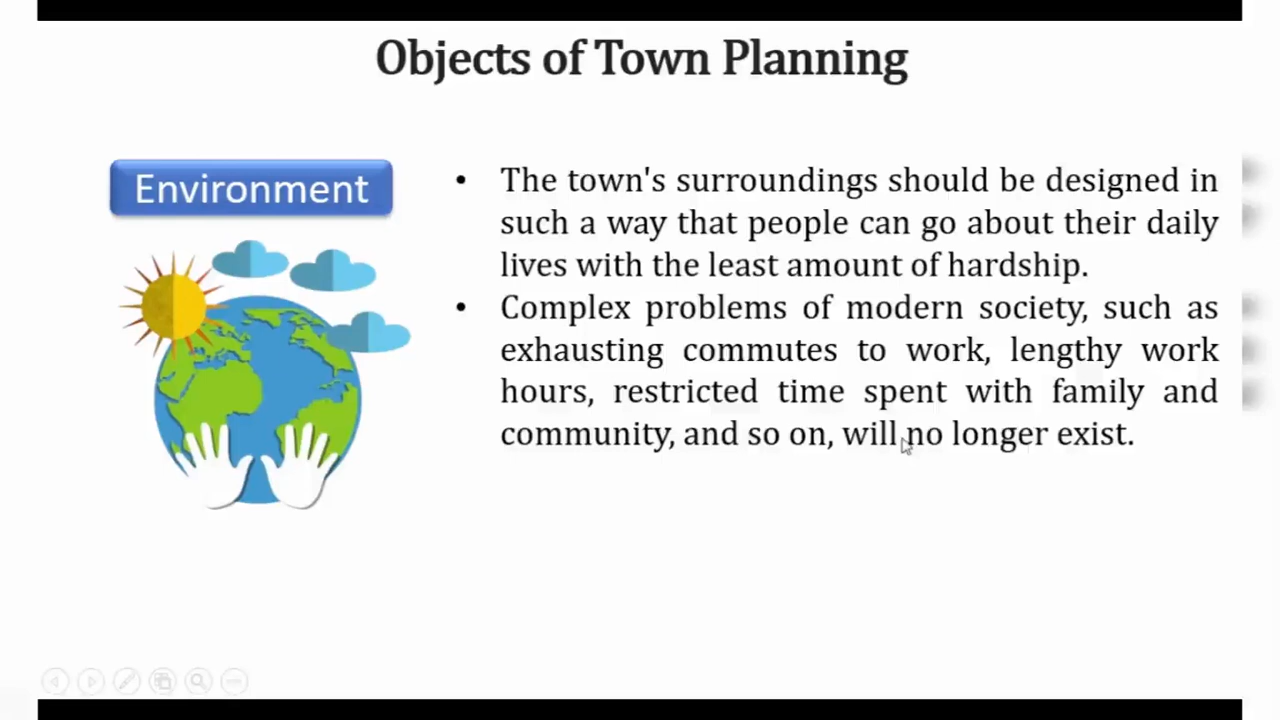 Objects of Town Planning
Environment
• The town's surroundings should be designed in
such a way that people can go about their daily
lives with the least amount of hardship.
• Complex problems of modern society, such as
exhausting commutes to work, lengthy work
hours, restricted time spent with family and
community, and so on, will no longer exist.